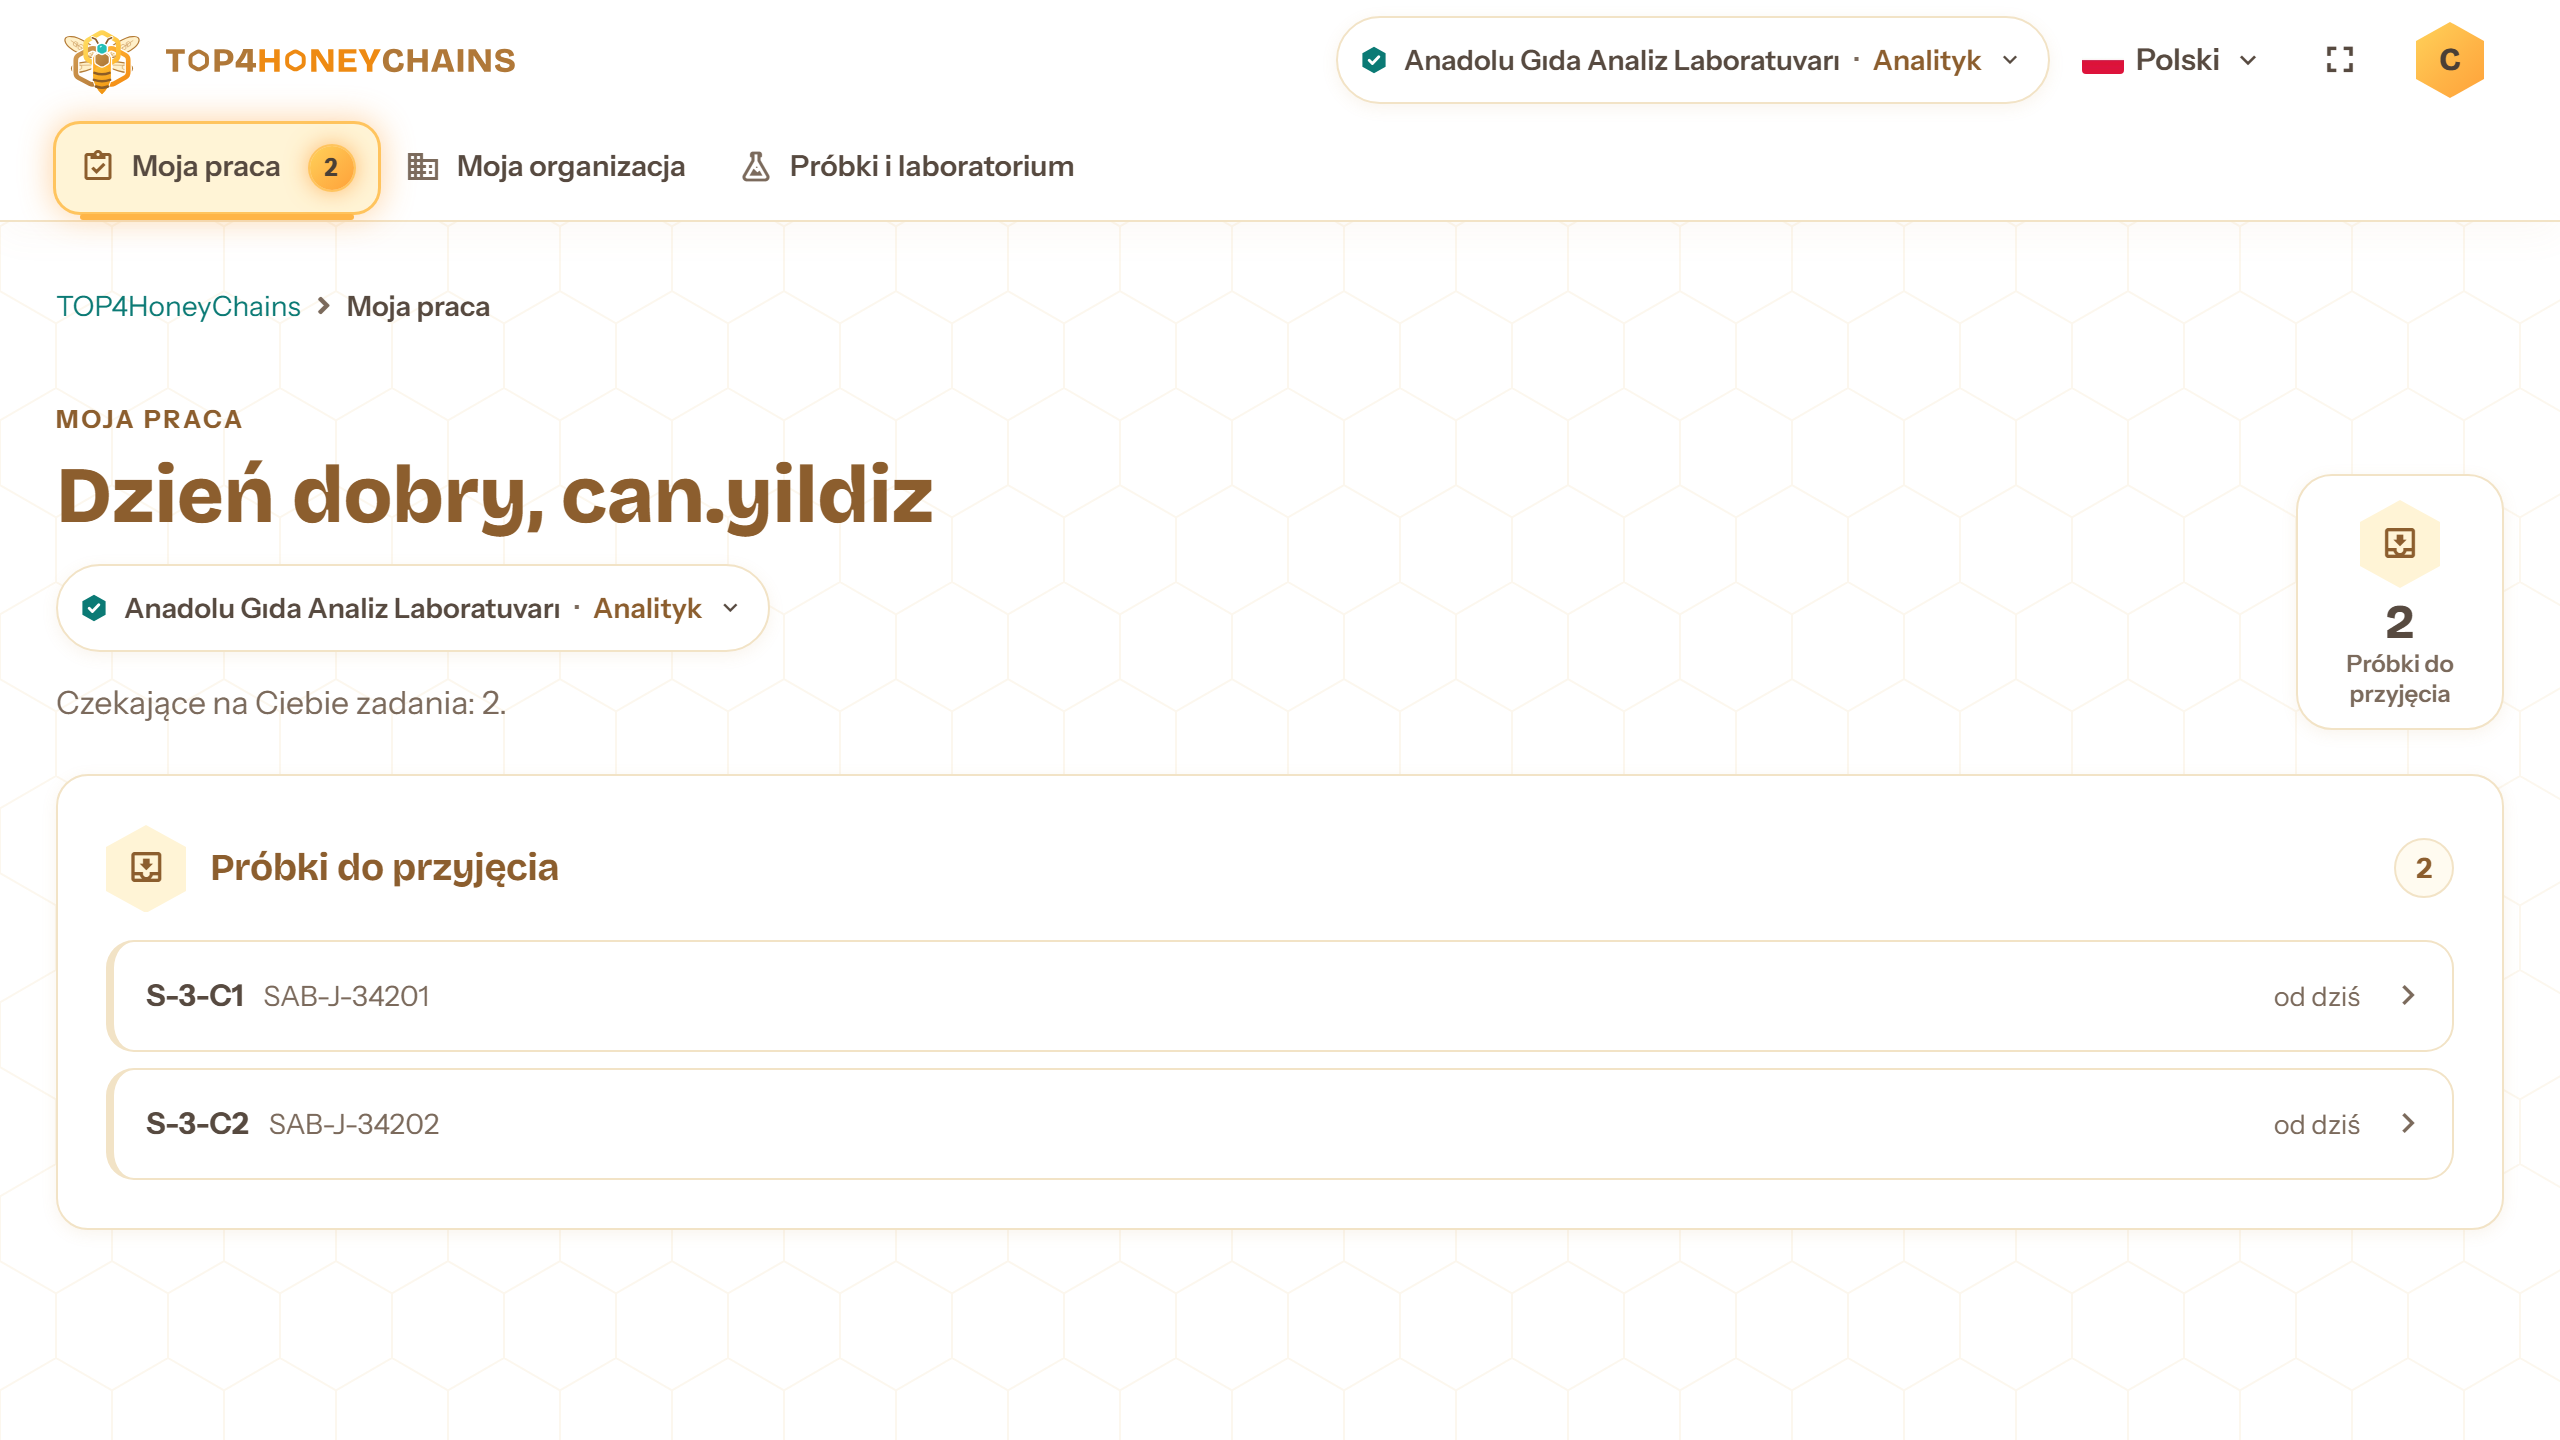 TOP4HONEYCHAINS
Anadolu Gıda Analiz Laboratuvarı · Analityk
Polski
C
Moja praca 2
Moja organizacja
Próbki i laboratorium
TOP4HoneyChains > Moja praca
MOJA PRACA
Dzień dobry, can.yildiz
Anadolu Gıda Analiz Laboratuvarı · Analityk
Czekające na Ciebie zadania: 2.
2
Próbki do
przyjęcia
Próbki do przyjęcia
2
S-3-C1 SAB-J-34201 od dziś
S-3-C2 SAB-J-34202 od dziś